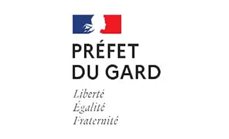 PRÉFET
DU GARD
Liberté
Égalité
Fraternité